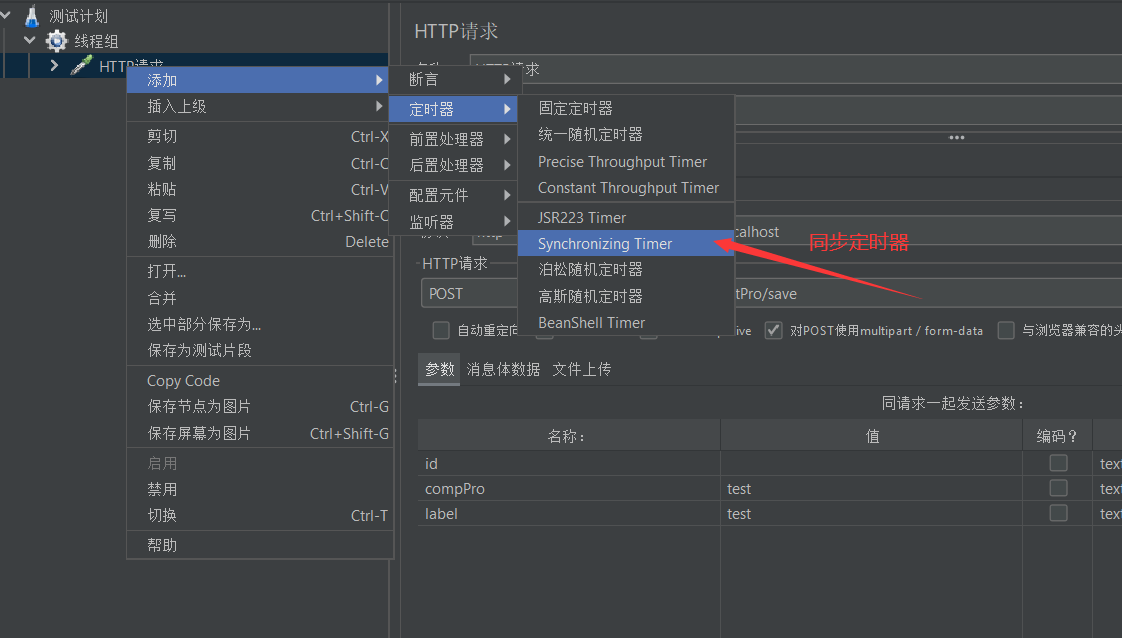 测试计划
线程组
HTTP请求
添加
插入上级
剪切 Ctrl-X
复制 Ctrl-C
粘贴 Ctrl-V
复写 Ctrl+Shift-C
删除 Delete
打开...
合并
选中部分保存为...
保存为测试片段
Copy Code
保存节点为图片 Ctrl-G
保存屏幕为图片 Ctrl+Shift-G
启用
禁用
切换 Ctrl-T
帮助
断言
定时器
前置处理器
后置处理器
配置元件
监听器
固定定时器
统一随机定时器
Precise Throughput Timer
Constant Throughput Timer
JSR223 Timer
Synchronizing Timer
泊松随机定时器
高斯随机定时器
BeanShell Timer
同步定时器
HTTP请求
HTTP请求
calhost
HTTP请求
POST
tPro/save
自动重定向
ive
对POST使用multipart / form-data
与浏览器兼容的头
参数 消息体数据 文件上传
同请求一起发送参数：
名称： 值 编码？
id text
compPro test text
label test text